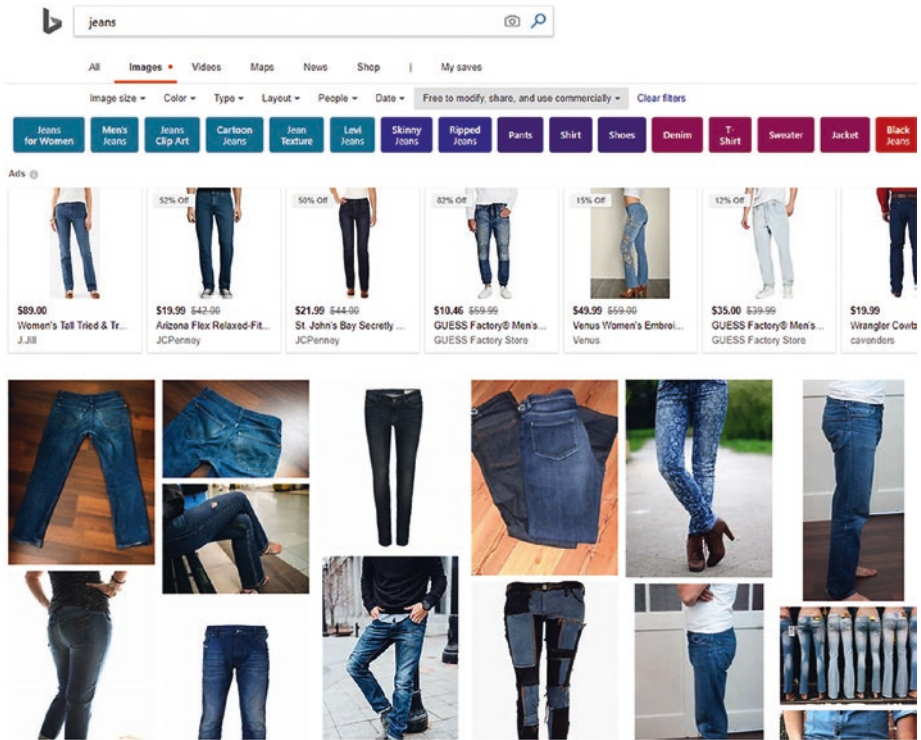 jeans
All Images Videos Maps News Shop | My saves
Image size Color Type Layout People Date Free to modify, share, and use commercially Clear filters
Jeans for Women
Men's Jeans
Jeans Clip Art
Cartoon Jeans
Jean Texture
Levi Jeans
Skinny Jeans
Ripped Jeans
Pants
Shirt
Shoes
Denim
T-Shirt
Sweater
Jacket
Black Jeans
Ads
$89.00
Women's Tall Tried & Tr...
J.Jill
52% Off
$19.99 $42.00
Arizona Flex Relaxed-Fit...
JCPenney
50% Off
$21.99 $44.00
St. John's Bay Secretly ...
JCPenney
82% Off
$10.46 $59.99
GUESS Factory® Men's...
GUESS Factory Store
15% Off
$49.99 $59.00
Venus Women's Embroi...
Venus
12% Off
$35.00 $39.99
GUESS Factory® Men's...
GUESS Factory Store
$19.99
Wrangler Cowb
cavenders